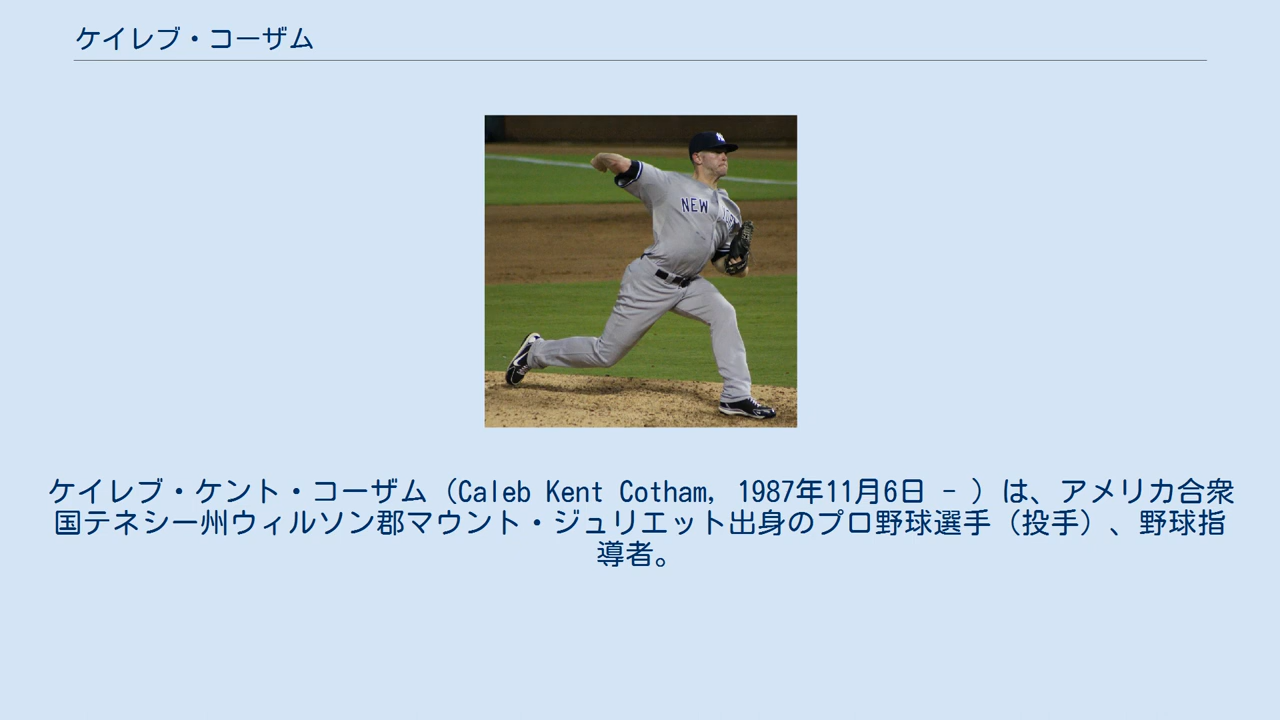 ケイレブ・コーザム
NEW
ケイレブ・ケント・コーザム（Caleb Kent Cotham, 1987年11月6日 - ）は、アメリカ合衆
国テネシー州ウィルソン郡マウント・ジュリエット出身のプロ野球選手（投手）、野球指
導者。